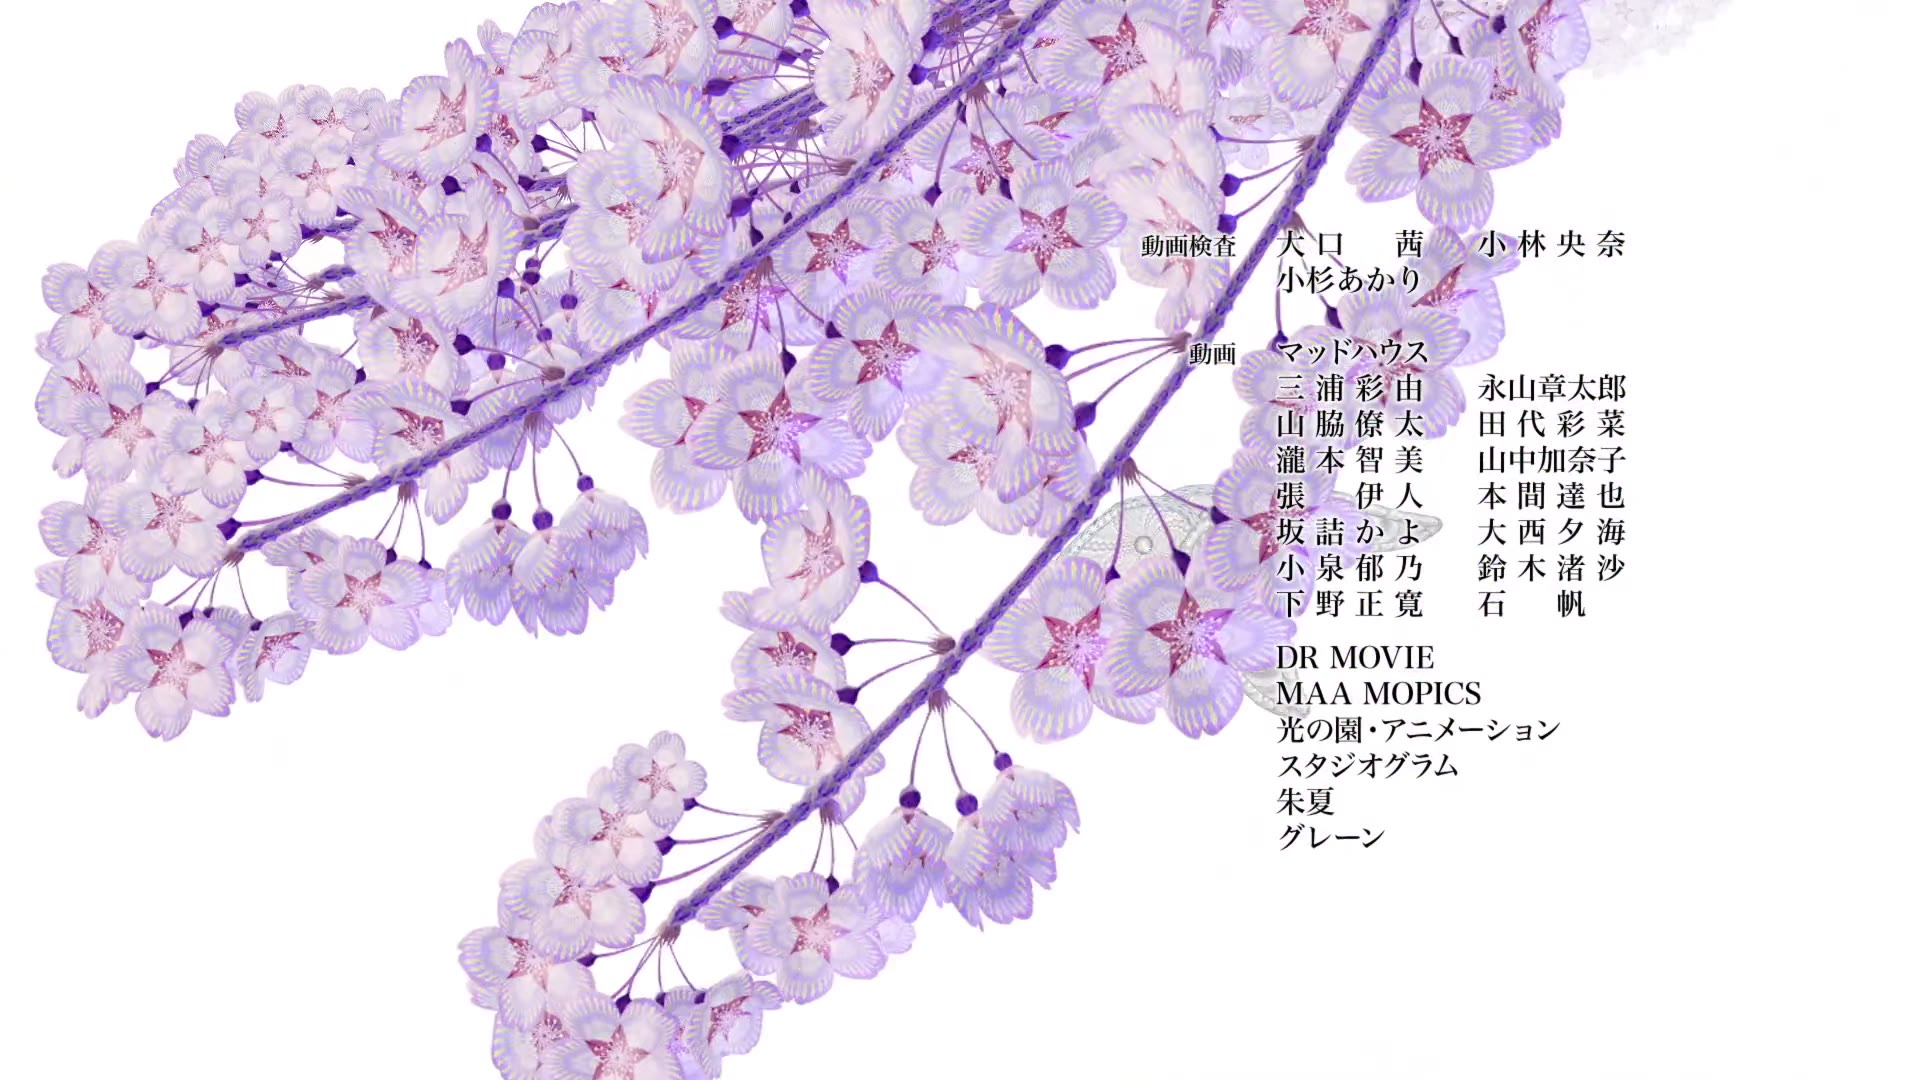 動画検査 大口 茜 小林央奈
小杉あかり
動画 マッドハウス
三浦彩由 永山章太郎
山脇僚太 田代彩菜
瀧本智美 山中加奈子
張 伊人 本間達也
坂詰かよ 大西夕海
小泉郁乃 鈴木渚沙
下野正寛 石 帆
DR MOVIE
MAA MOPICS
光の園・アニメーション
スタジオグラム
朱夏
グレーン